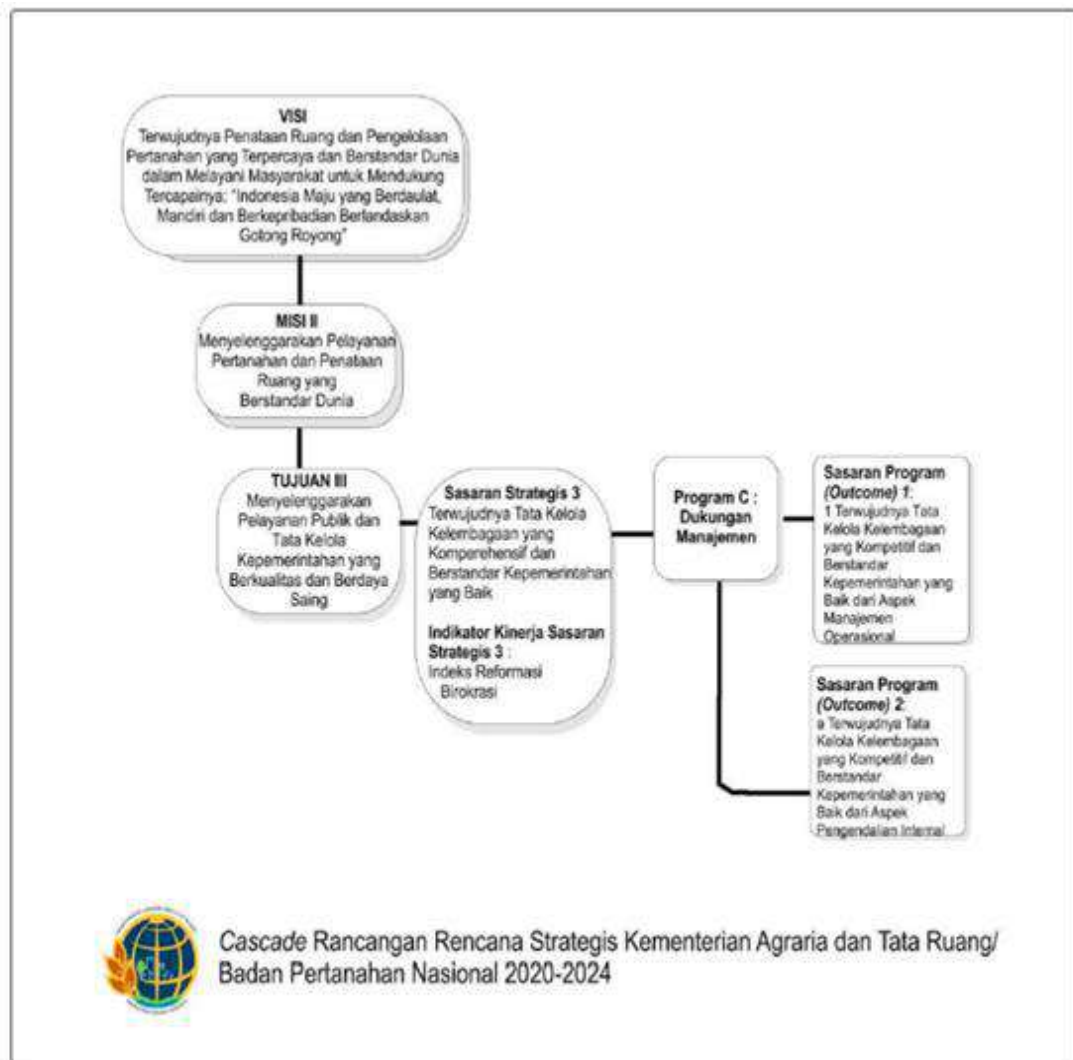 VISI
Terwujudnya Penataan Ruang dan Pengelolaan
Pertanahan yang Terpercaya dan Berstandar Dunia
dalam Melayani Masyarakat untuk Mendukung
Tercapainya: "Indonesia Maju yang Berdaulat,
Mandiri dan Berkepribadian Berlandaskan
Gotong Royong"
MISI II
Menyelenggarakan Pelayanan
Pertanahan dan Penataan
Ruang yang
Berstandar Dunia
TUJUAN III
Menyelenggarakan
Pelayanan Publik dan
Tata Kelola
Kepemerintahan yang
Berkualitas dan Berdaya
Saing
Sasaran Strategis 3
Terwujudnya Tata Kelola
Kelembagaan yang
Komperehensif dan
Berstandar Kepemerintahan
yang Baik
Indikator Kinerja Sasaran
Strategis 3 :
Indeks Reformasi
Birokrasi
Program C :
Dukungan
Manajemen
Sasaran Program
(Outcome) 1:
1 Terwujudnya Tata
Kelola Kelembagaan
yang Kompetitif dan
Berstandar
Kepemerintahan yang
Baik dari Aspek
Manajemen
Operasional
Sasaran Program
(Outcome) 2:
a Terwujudnya Tata
Kelola Kelembagaan
yang Kompetitif dan
Berstandar
Kepemerintahan yang
Baik dari Aspek
Pengendalian Internal
Cascade Rancangan Rencana Strategis Kementerian Agraria dan Tata Ruang/
Badan Pertanahan Nasional 2020-2024